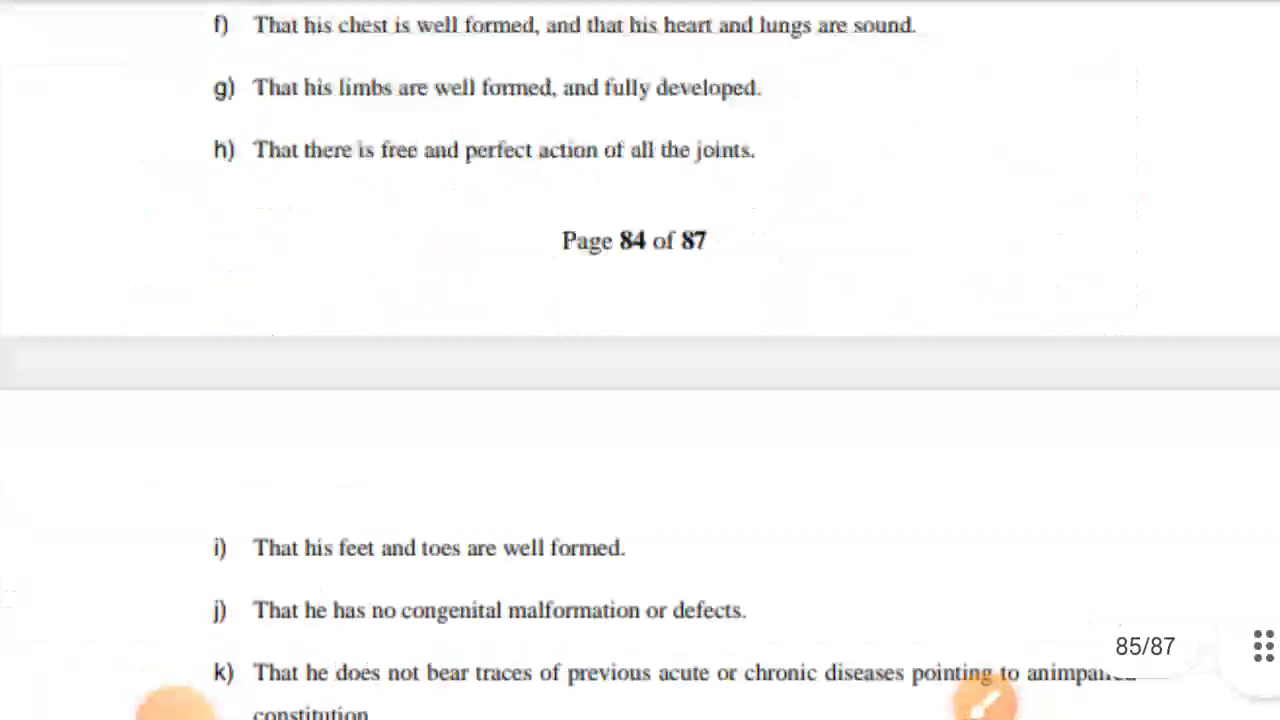 f) That his chest is well formed, and that his heart and lungs are sound.
g) That his limbs are well formed, and fully developed.
h) That there is free and perfect action of all the joints.
Page 84 of 87
i) That his feet and toes are well formed.
j) That he has no congenital malformation or defects.
85/87
k) That he does not bear traces of previous acute or chronic diseases pointing to
constitution